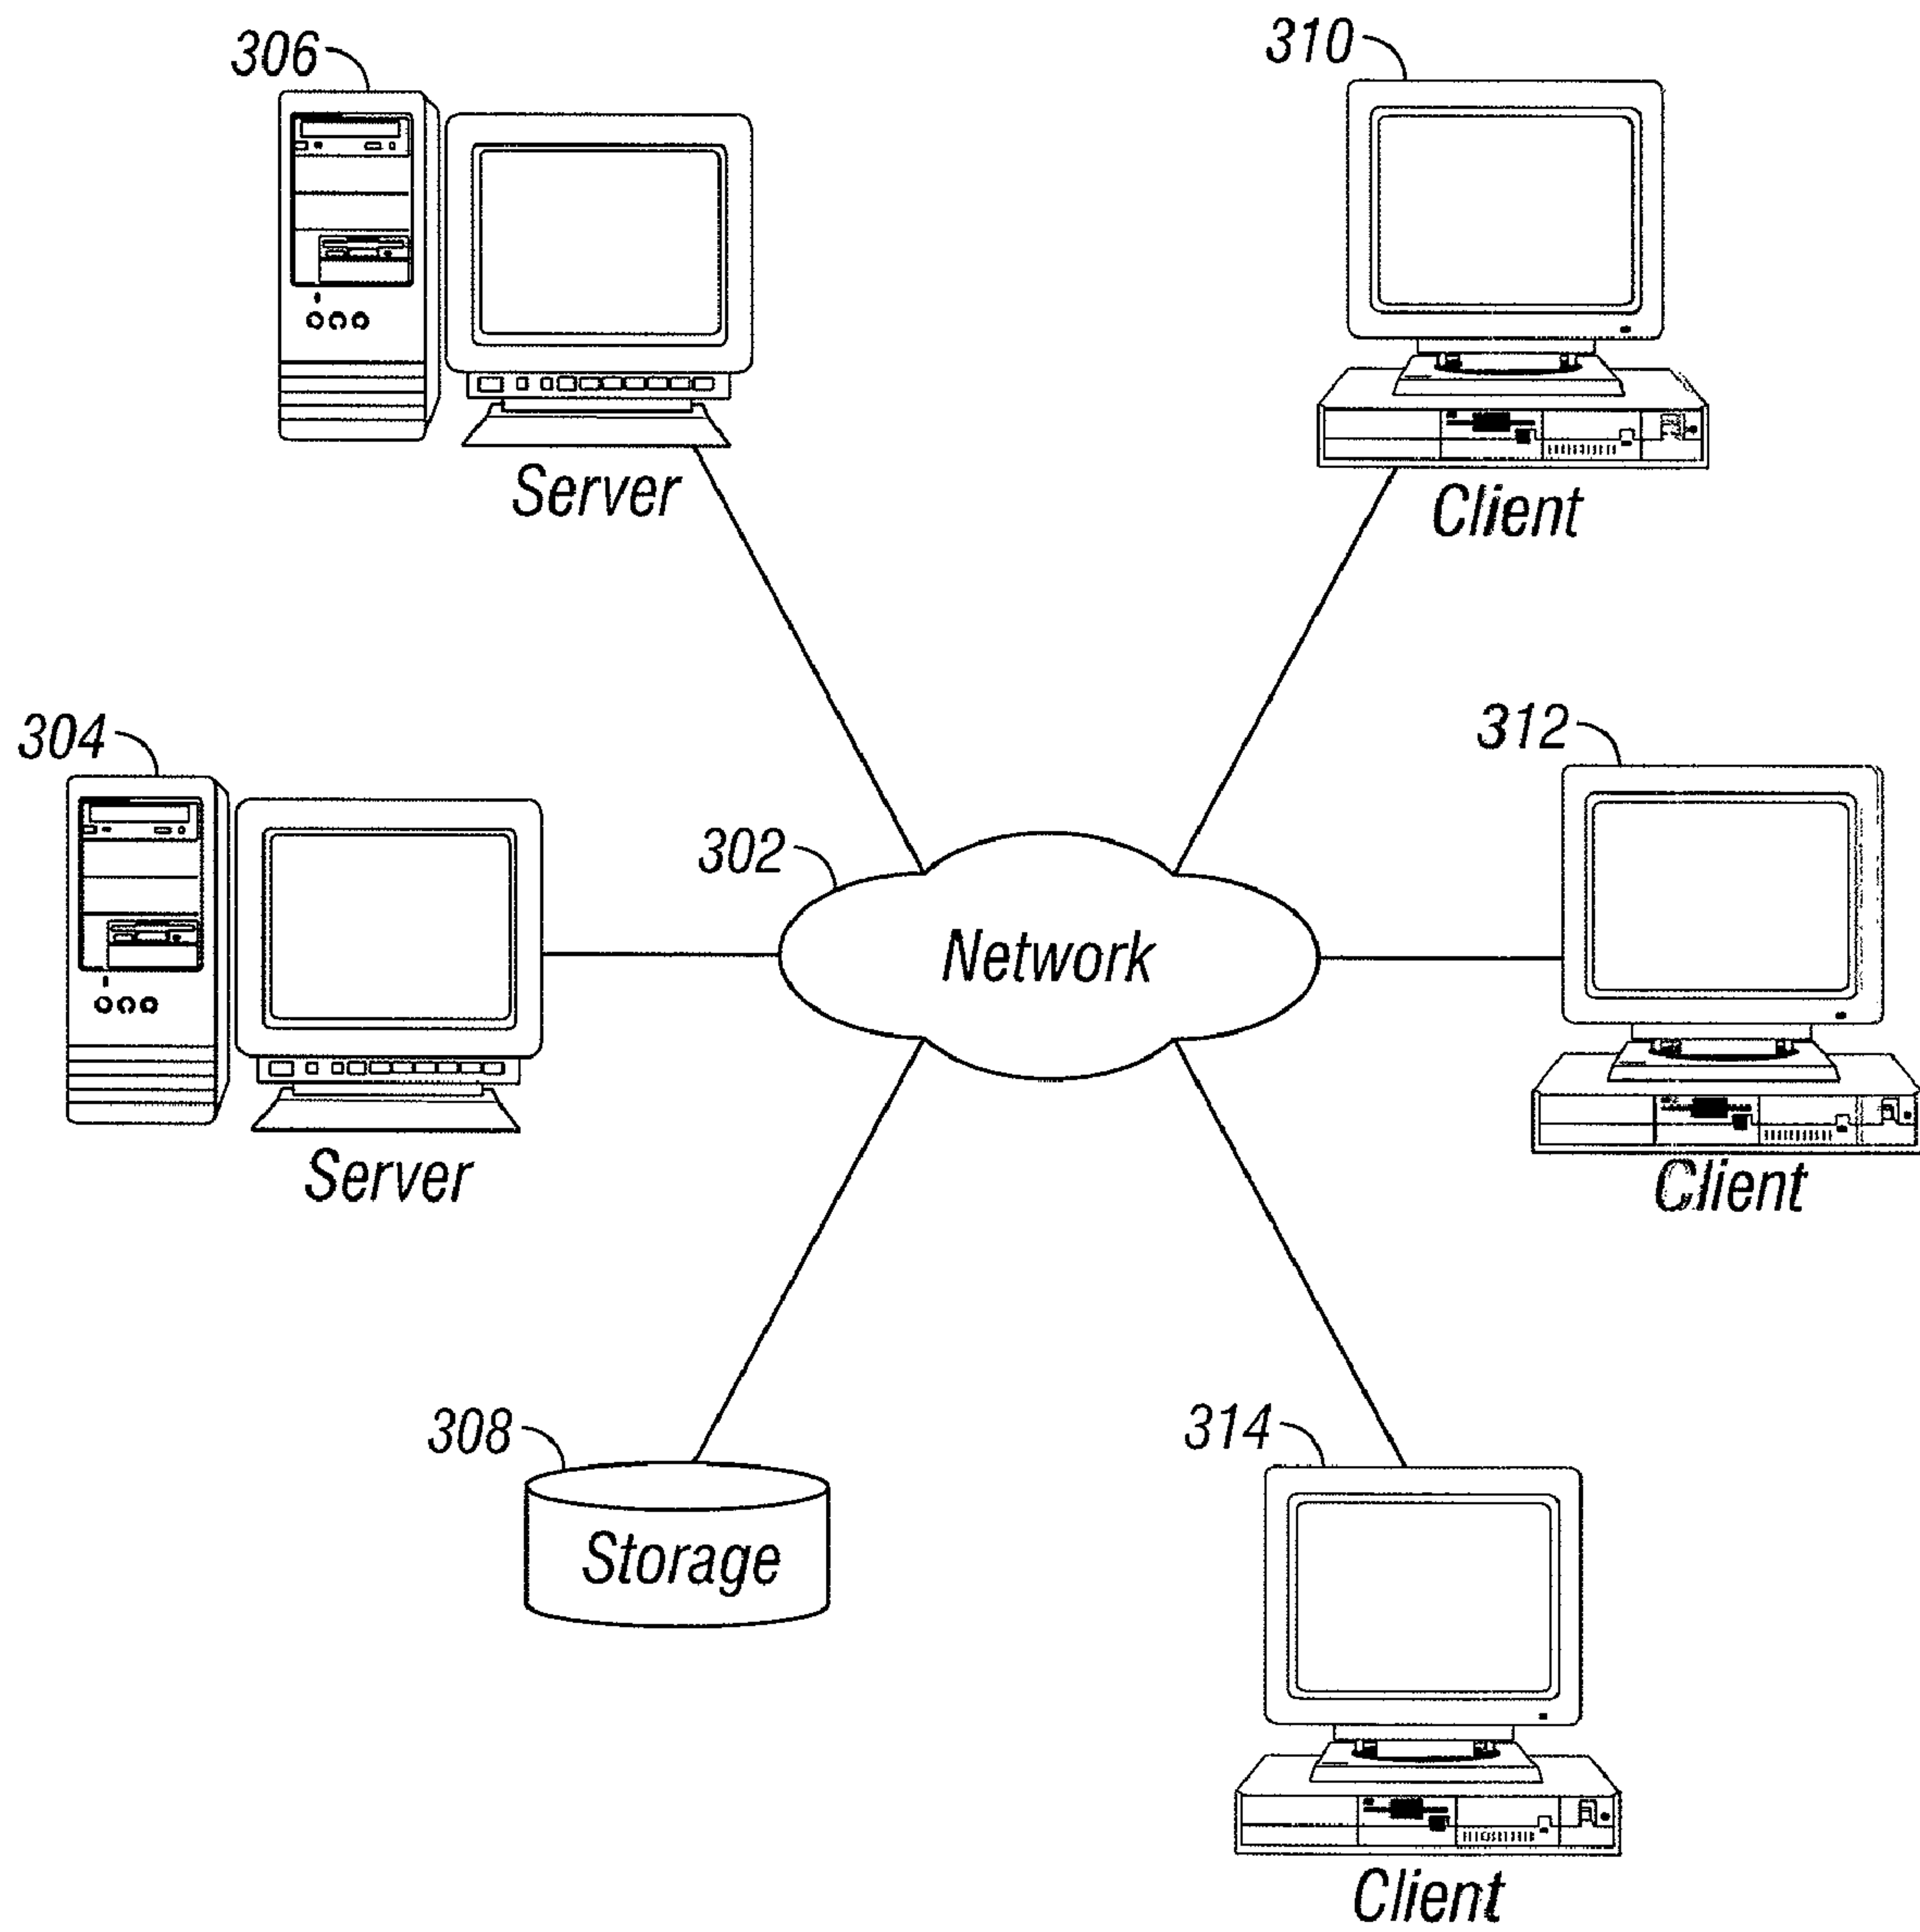 306
310
Server
Client
304
312
302
Network
Server
Client
308
314
Storage
Client